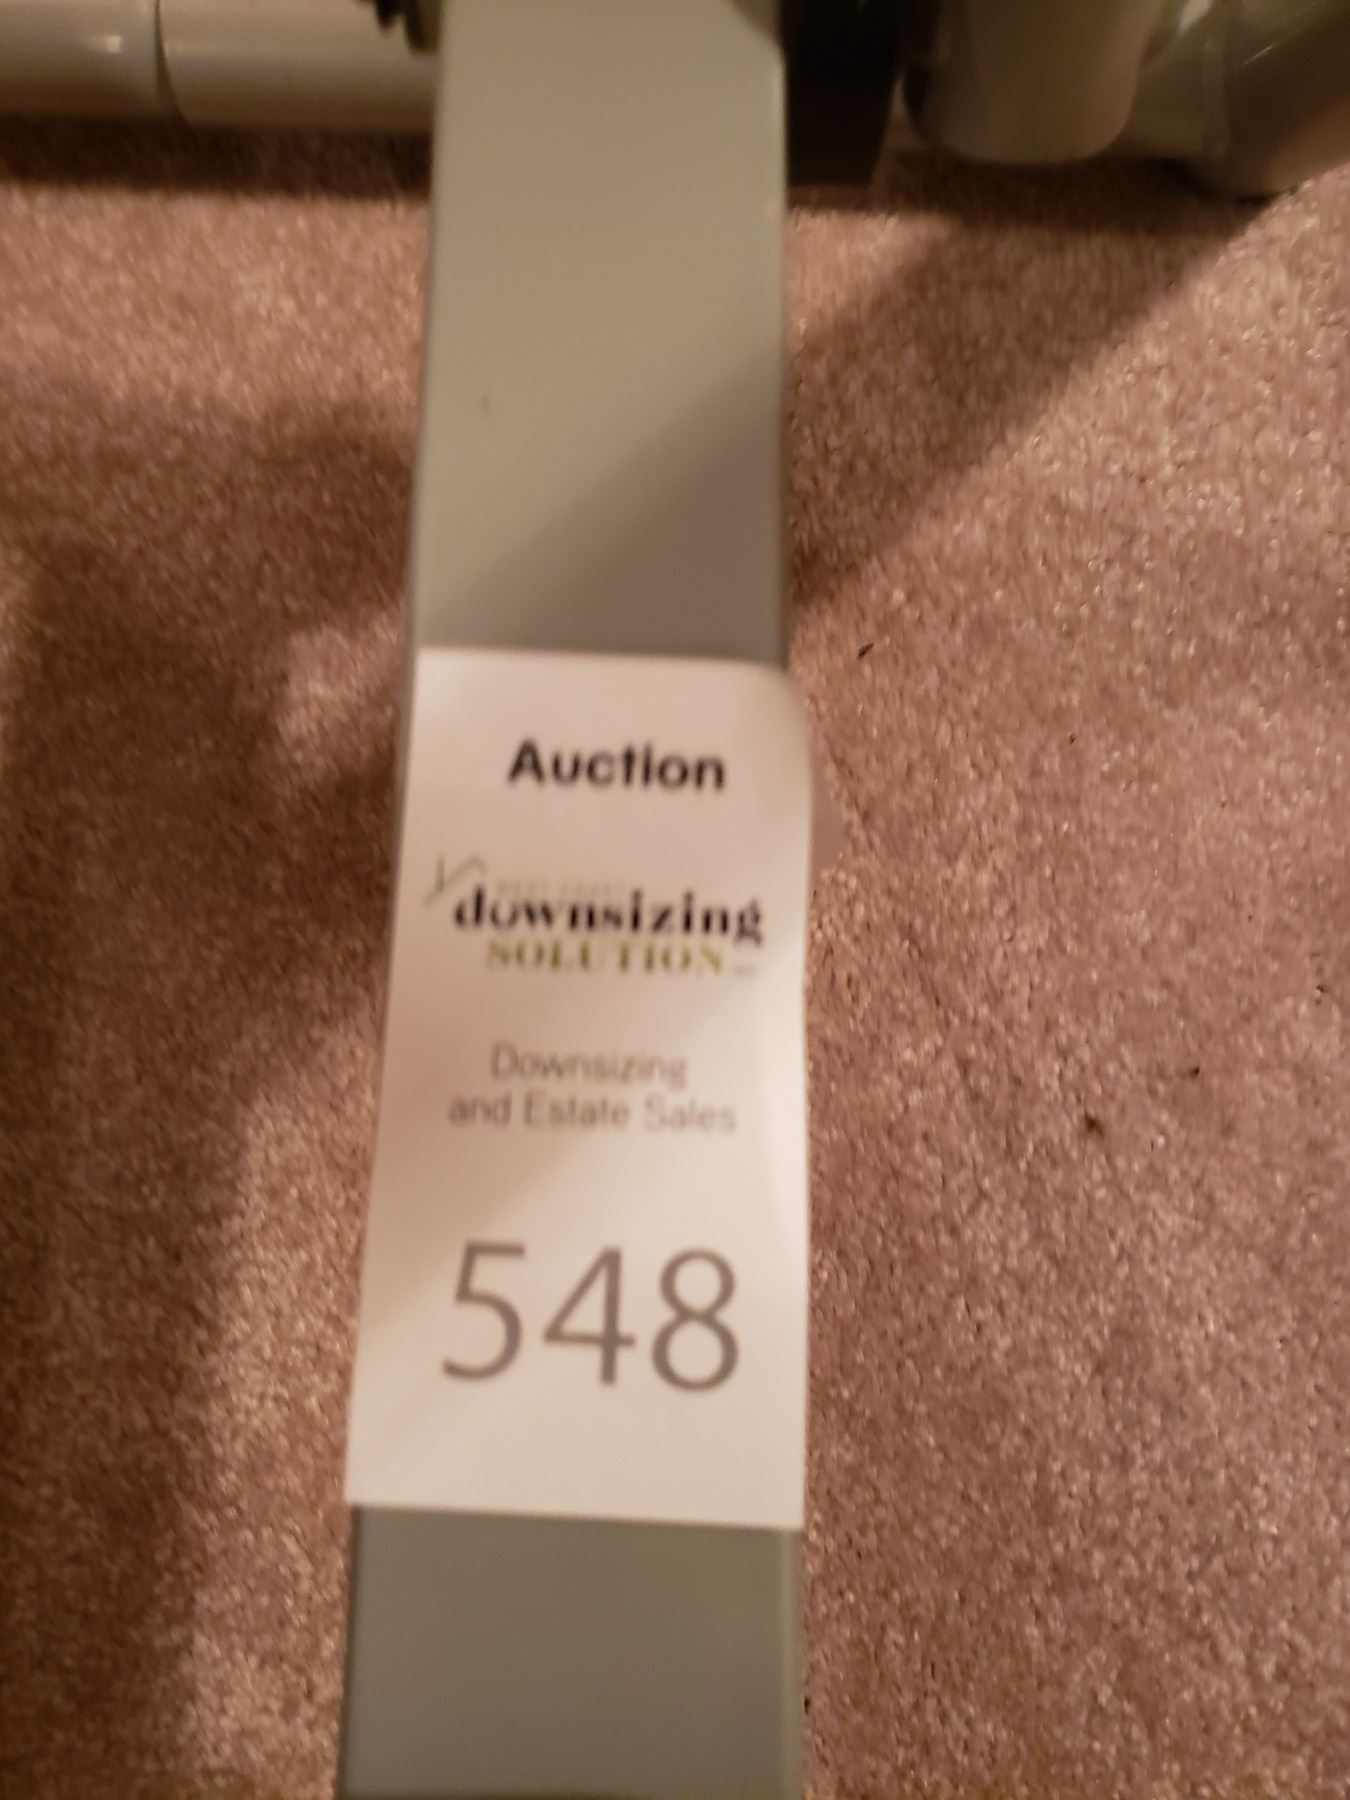 Auction
downsizing
SOLUTION
Downsizing
and Estate Sales
548